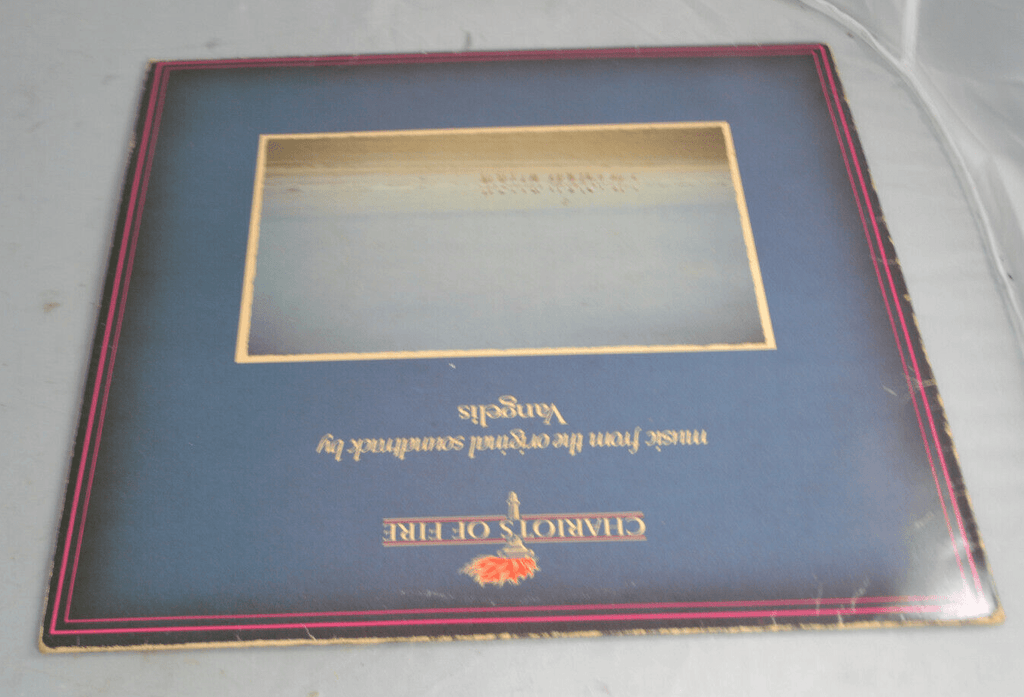 CHARIOTS OF FIRE
music from the original soundtrack by
Vangelis